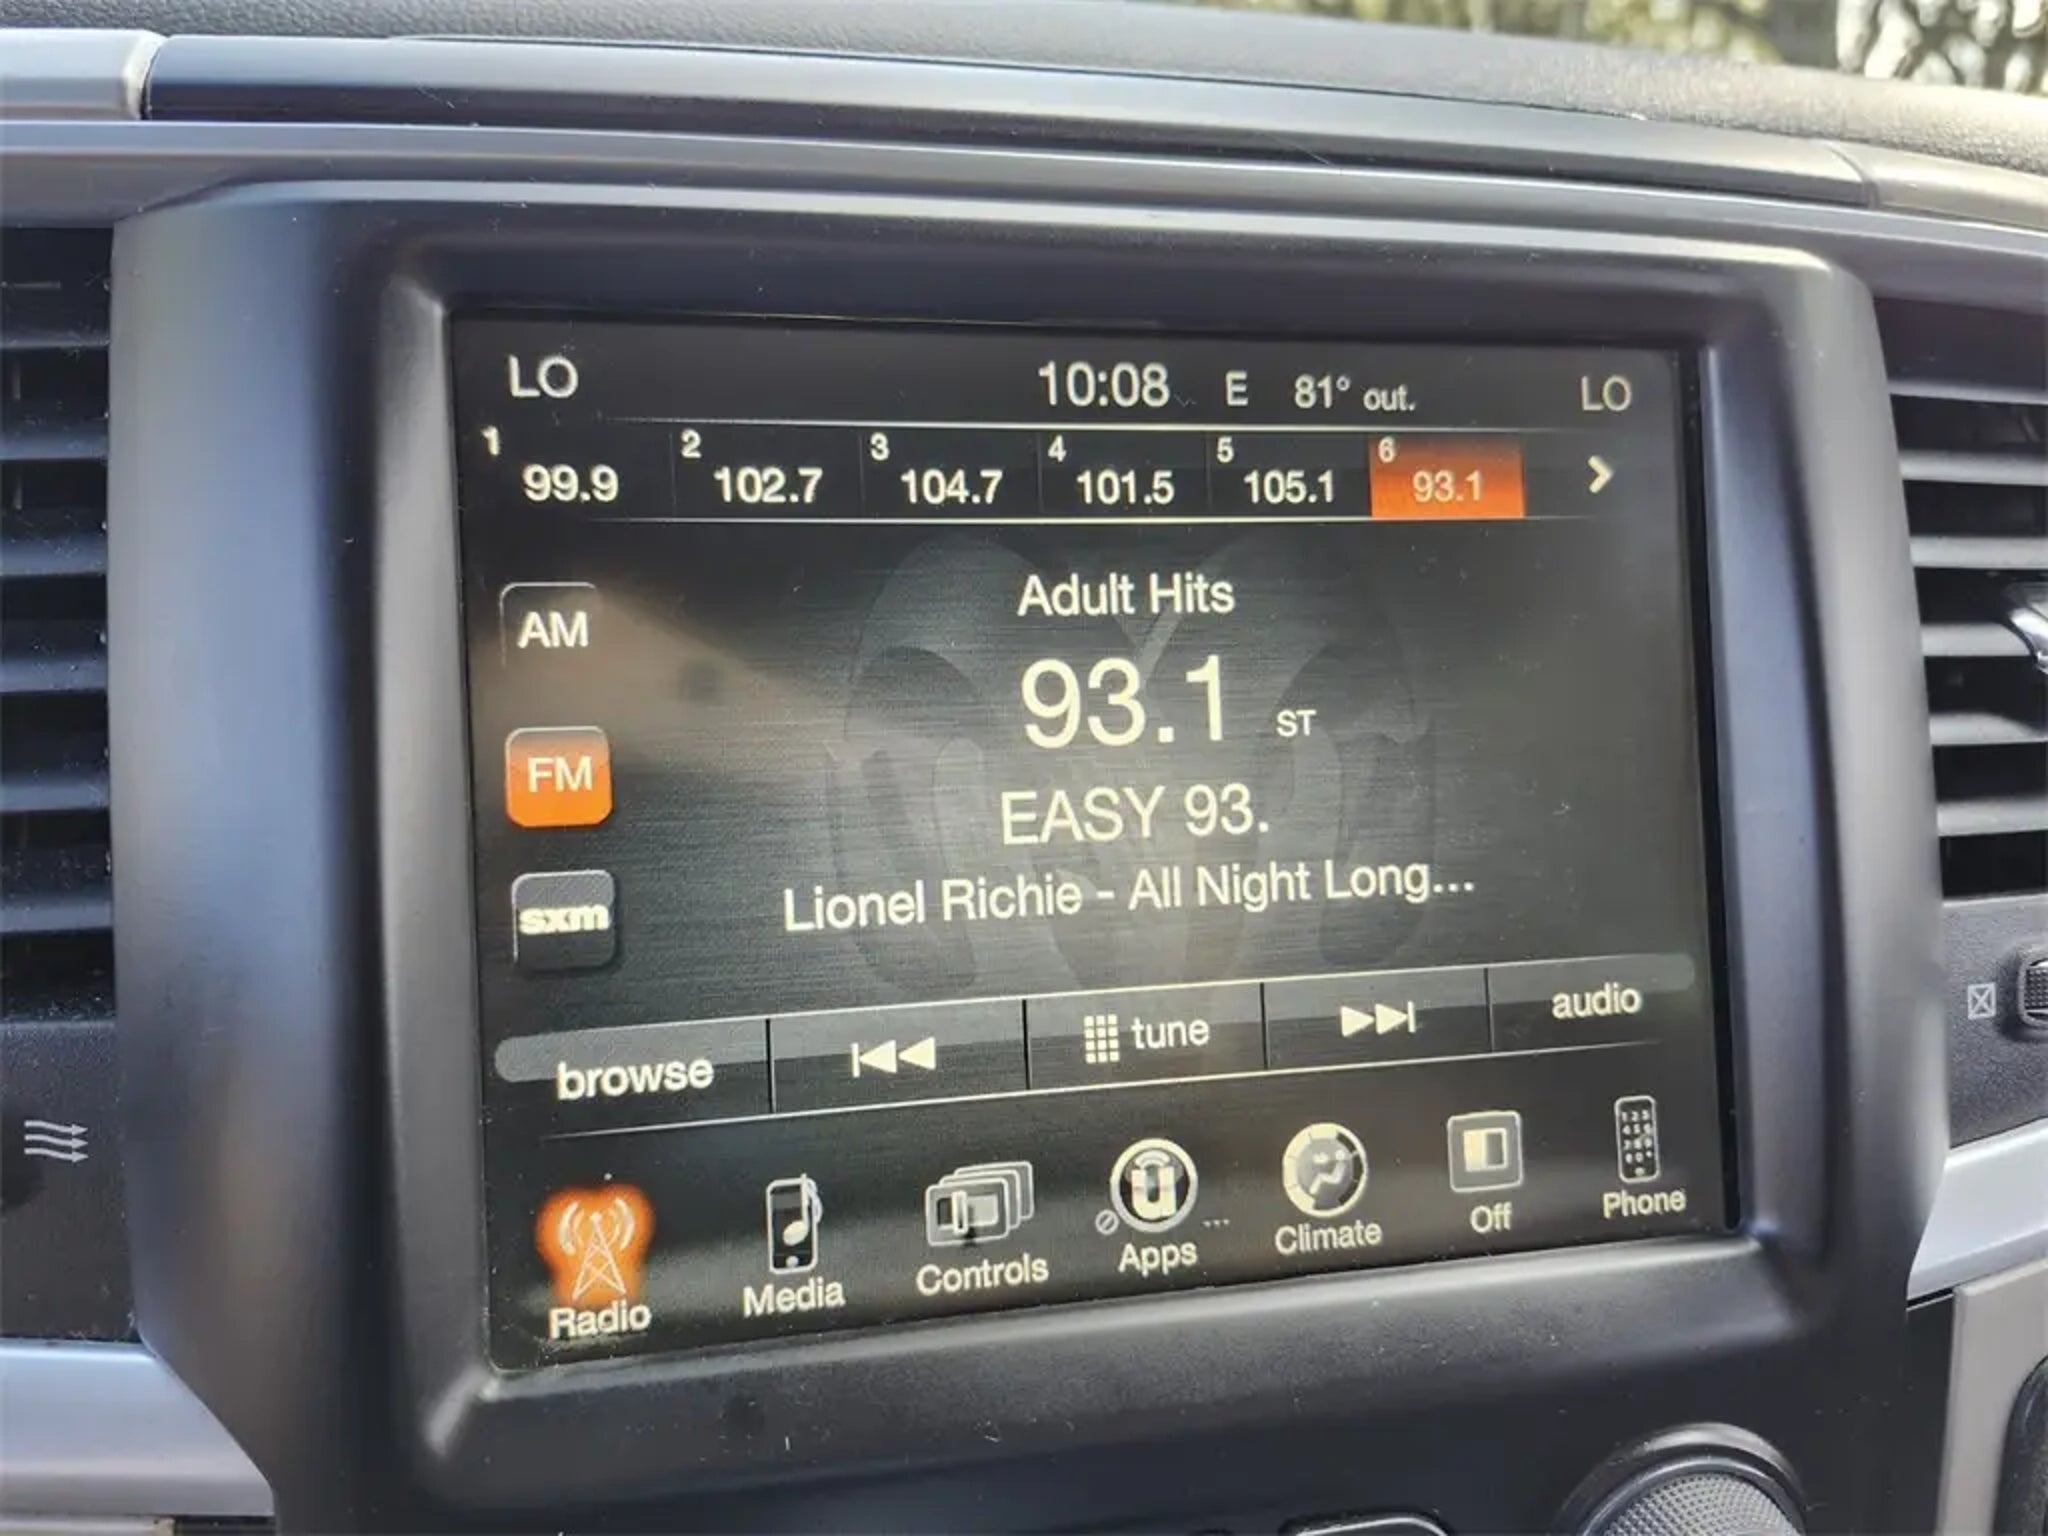 LO 10:08 E 81° out. LO
1 99.9 2 102.7 3 104.7 4 101.5 5 105.1 6 93.1
Adult Hits
AM
93.1 ST
FM
EASY 93.
Lionel Richie - All Night Long...
sxm
browse tune audio
Radio Media Controls Apps ... Climate Off Phone